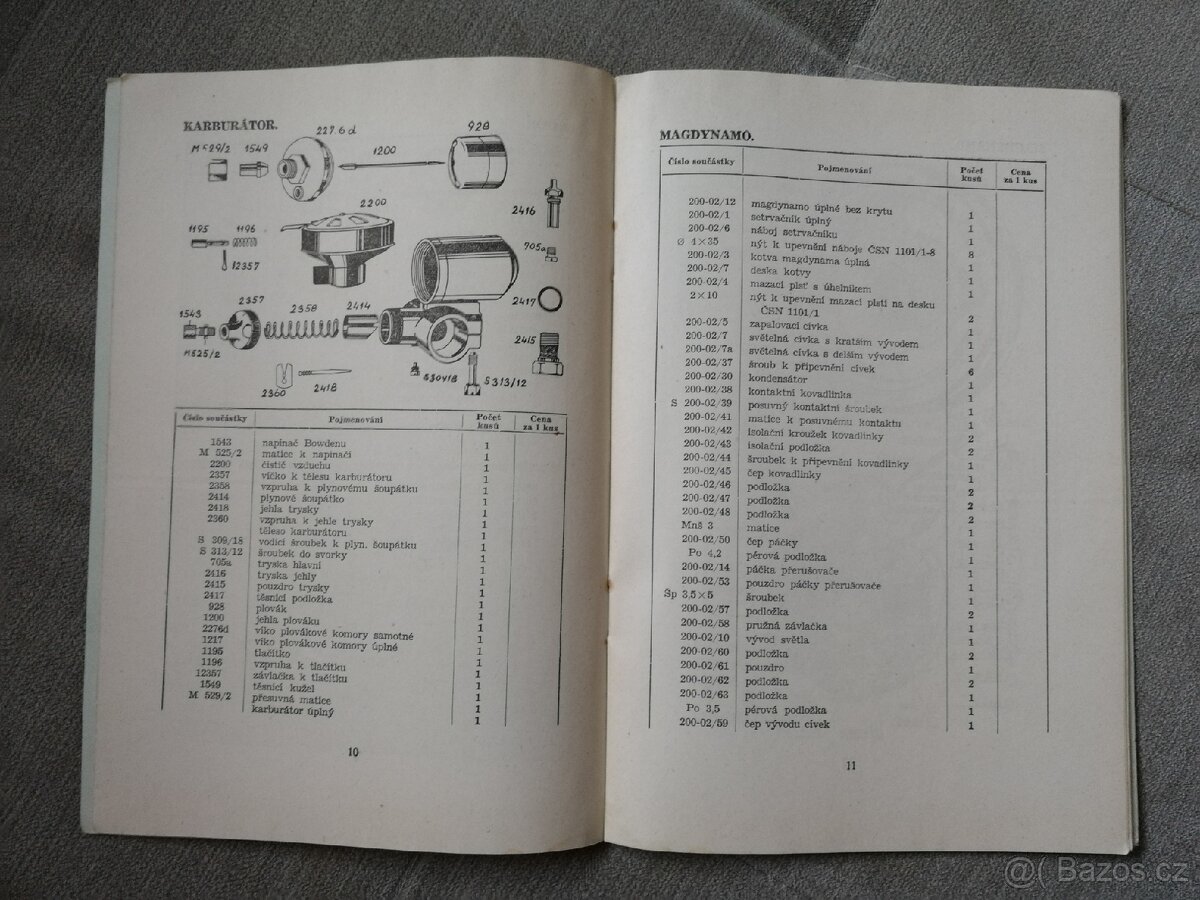 KARBURÁTOR.
M 529/2 1549 227.6d 1200 928
2200 2416
1195 1196 705a
12357
2357 2358 2414 2417
1543 2415
M525/2
2360 2418 S30918 S313/12
Číslo součástky Pojmenování Počet kusů Cena za 1 kus
1543 napinač Bowdenu 1
M 525/2 matice k napinači 1
2200 čistič vzduchu 1
2357 víčko k tělesu karburátoru 1
2358 vzpruha k plynovému šoupátku 1
2414 plynové šoupátko 1
2418 jehla trysky 1
2360 vzpruha k jehle trysky 1
těleso karburátoru 1
S 309/18 vodící šroubek k plyn. šoupátku 1
S 313/12 šroubek do svorky 1
705a tryska hlavní 1
2416 tryska jehly 1
2415 pouzdro trysky 1
2417 těsnicí podložka 1
928 plovák 1
1200 jehla plováku 1
2276d víko plovákové komory samotné 1
1217 víko plovákové komory úplné 1
1195 tlačítko 1
1196 vzpruha k tlačítku 1
12357 závlačka k tlačítku 1
1549 těsnicí kužel 1
M 529/2 přesuvná matice 1
karburátor úplný 1
10
MAGDYNAMO.
Číslo součástky Pojmenování Počet kusů Cena za 1 kus
200-02/12 magdynamo úplné bez krytu 1
200-02/1 setrvačník úplný 1
200-02/6 náboj setrvačníku 1
Ø 4×35 nýt k upevnění náboje ČSN 1101/1-8 8
200-02/3 kotva magdynama úplná 1
200-02/7 deska kotvy 1
200-02/4 mazací plsť s úhelníkem 1
2×10 nýt k upevnění mazací plsti na desku
ČSN 1101/1 2
200-02/5 zapalovací cívka 1
200-02/7 světelná cívka s kratším vývodem 1
200-02/7a světelná cívka s delším vývodem 1
200-02/37 šroub k připevnění cívek 6
200-02/30 kondensátor 1
200-02/38 kontaktní kovadlinka 1
S 200-02/39 posuvný kontaktní šroubek 1
200-02/41 matice k posuvnému kontaktu 1
200-02/42 isolační kroužek kovadlinky 2
200-02/43 isolační podložka 2
200-02/44 šroubek k připevnění kovadlinky 1
200-02/45 čep kovadlinky 1
200-02/46 podložka 2
200-02/47 podložka 2
200-02/48 podložka 2
Mnš 3 matice 1
200-02/50 čep páčky 1
Po 4,2 pérová podložka 1
200-02/14 páčka přerušovače 1
200-02/53 pouzdro páčky přerušovače 1
Šp 3,5×5 šroubek 1
200-02/57 podložka 2
200-02/58 pružná závlačka 1
200-02/10 vývod světla 1
200-02/60 podložka 2
200-02/61 pouzdro 1
200-02/62 podložka 2
200-02/63 podložka 1
Po 3,5 pérová podložka 1
200-02/59 čep vývodu cívek 1
11
@( Bazos.cz